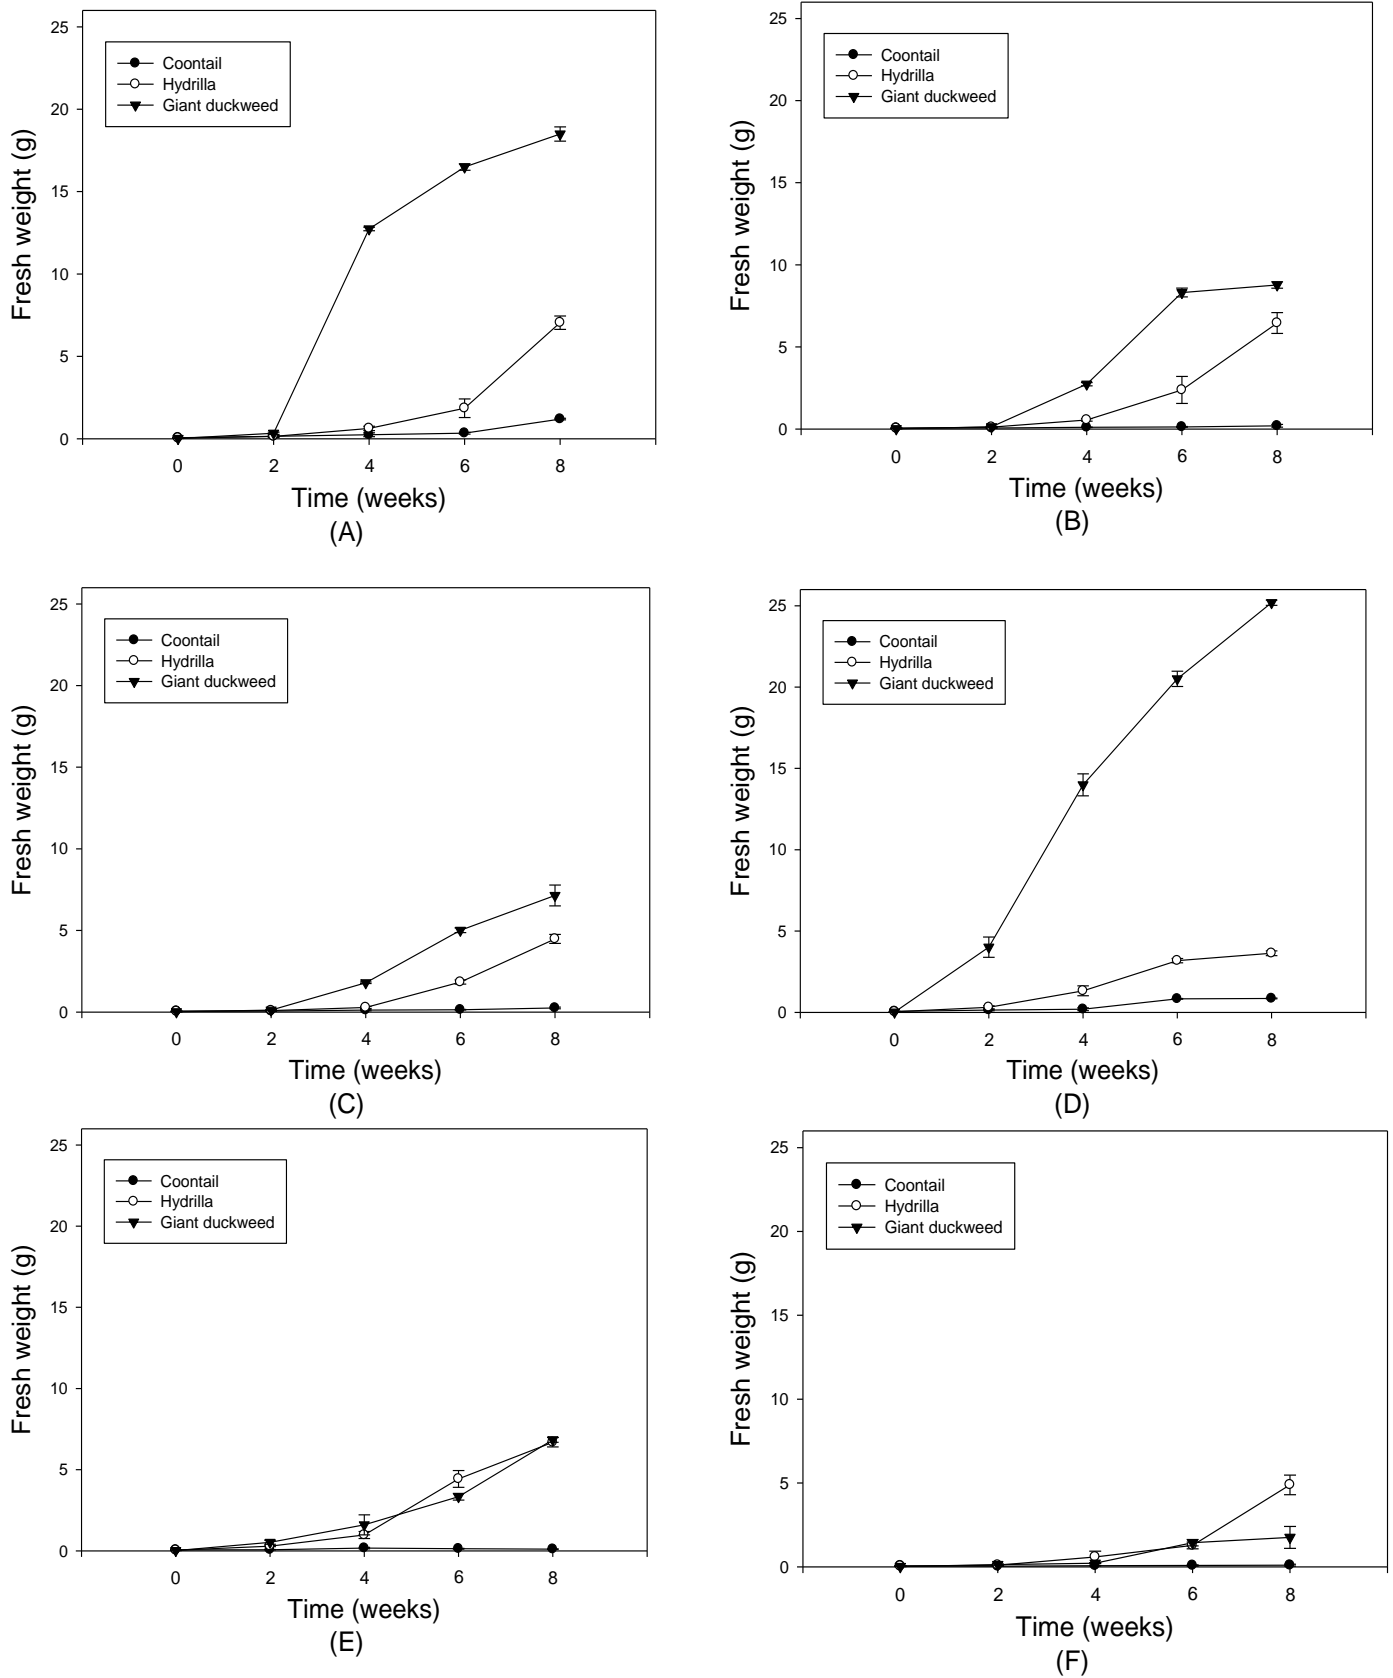 25
20
15
10
5
0
Fresh weight (g)
Coontail
Hydrilla
Giant duckweed
0 2 4 6 8
Time (weeks)
(A)
25
20
15
10
5
0
Fresh weight (g)
Coontail
Hydrilla
Giant duckweed
0 2 4 6 8
Time (weeks)
(B)
25
20
15
10
5
0
Fresh weight (g)
Coontail
Hydrilla
Giant duckweed
0 2 4 6 8
Time (weeks)
(C)
25
20
15
10
5
0
Fresh weight (g)
Coontail
Hydrilla
Giant duckweed
0 2 4 6 8
Time (weeks)
(D)
25
20
15
10
5
0
Fresh weight (g)
Coontail
Hydrilla
Giant duckweed
0 2 4 6 8
Time (weeks)
(E)
25
20
15
10
5
0
Fresh weight (g)
Coontail
Hydrilla
Giant duckweed
0 2 4 6 8
Time (weeks)
(F)